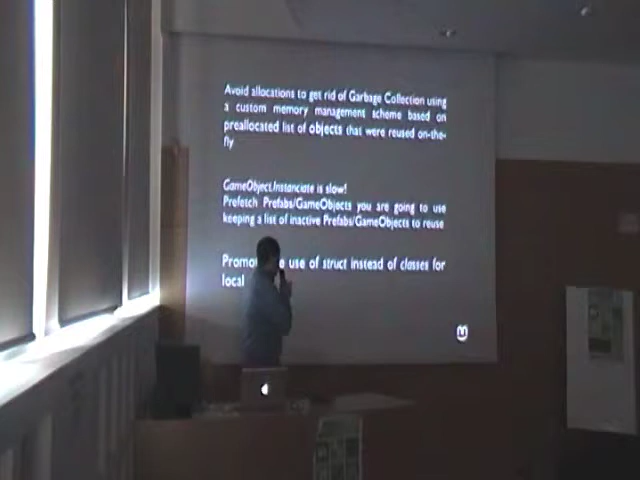 Avoid allocations to get rid of Garbage Collection using
a custom memory management scheme based on
preallocated list of objects that were reused on-the-
fly
GameObject.Instanciate is slow!
Prefetch Prefabs/GameObjects you are going to use
keeping a list of inactive Prefabs/GameObjects to reuse
use of struct instead of classes for
local